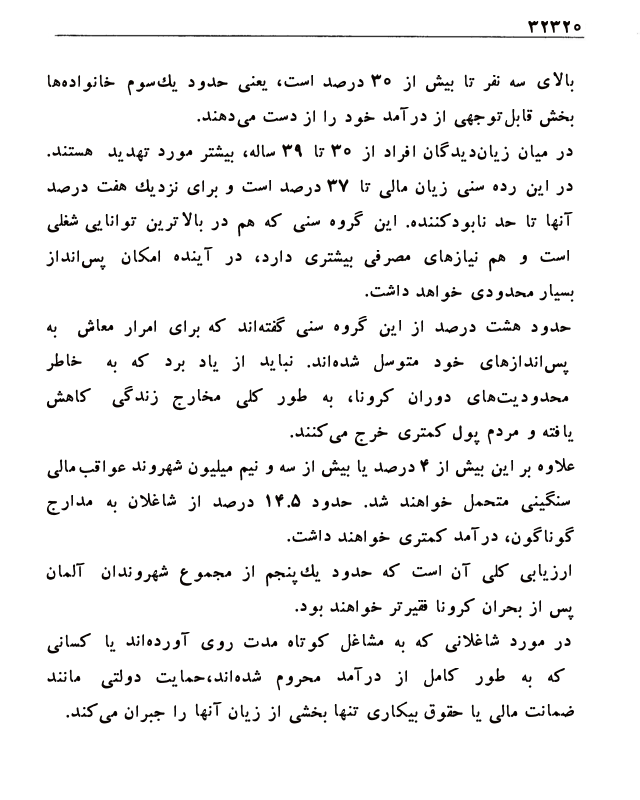 ۳۲۳۲۰
بالای سه نفر تا بیش از ۳۰ درصد است، یعنی حدود یك‌سوم خانواده‌ها
بخش قابل‌توجهی از درآمد خود را از دست می‌دهند.
در میان زیان‌دیدگان افراد از ۳۰ تا ۳۹ ساله، بیشتر مورد تهدید هستند.
در این رده سنی زیان مالی تا ۳۷ درصد است و برای نزدیك هفت درصد
آنها تا حد نابودکننده. این گروه سنی که هم در بالاترین توانایی شغلی
است و هم نیازهای مصرفی بیشتری دارد، در آینده امکان پس‌انداز
بسیار محدودی خواهد داشت.
حدود هشت درصد از این گروه سنی گفته‌اند که برای امرار معاش به
پس‌اندازهای خود متوسل شده‌اند. نباید از یاد برد که به خاطر
محدودیت‌های دوران کرونا، به طور کلی مخارج زندگی کاهش
یافته و مردم پول کمتری خرج می‌کنند.
علاوه بر این بیش از ۴ درصد یا بیش از سه و نیم میلیون شهروند عواقب مالی
سنگینی متحمل خواهند شد. حدود ۱۴.۵ درصد از شاغلان به مدارج
گوناگون، درآمد کمتری خواهند داشت.
ارزیابی کلی آن است که حدود یك‌پنجم از مجموع شهروندان آلمان
پس از بحران کرونا فقیرتر خواهند بود.
در مورد شاغلانی که به مشاغل کوتاه مدت روی آورده‌اند یا کسانی
که به طور کامل از درآمد محروم شده‌اند،حمایت دولتی مانند
ضمانت مالی یا حقوق بیکاری تنها بخشی از زیان آنها را جبران می‌کند.